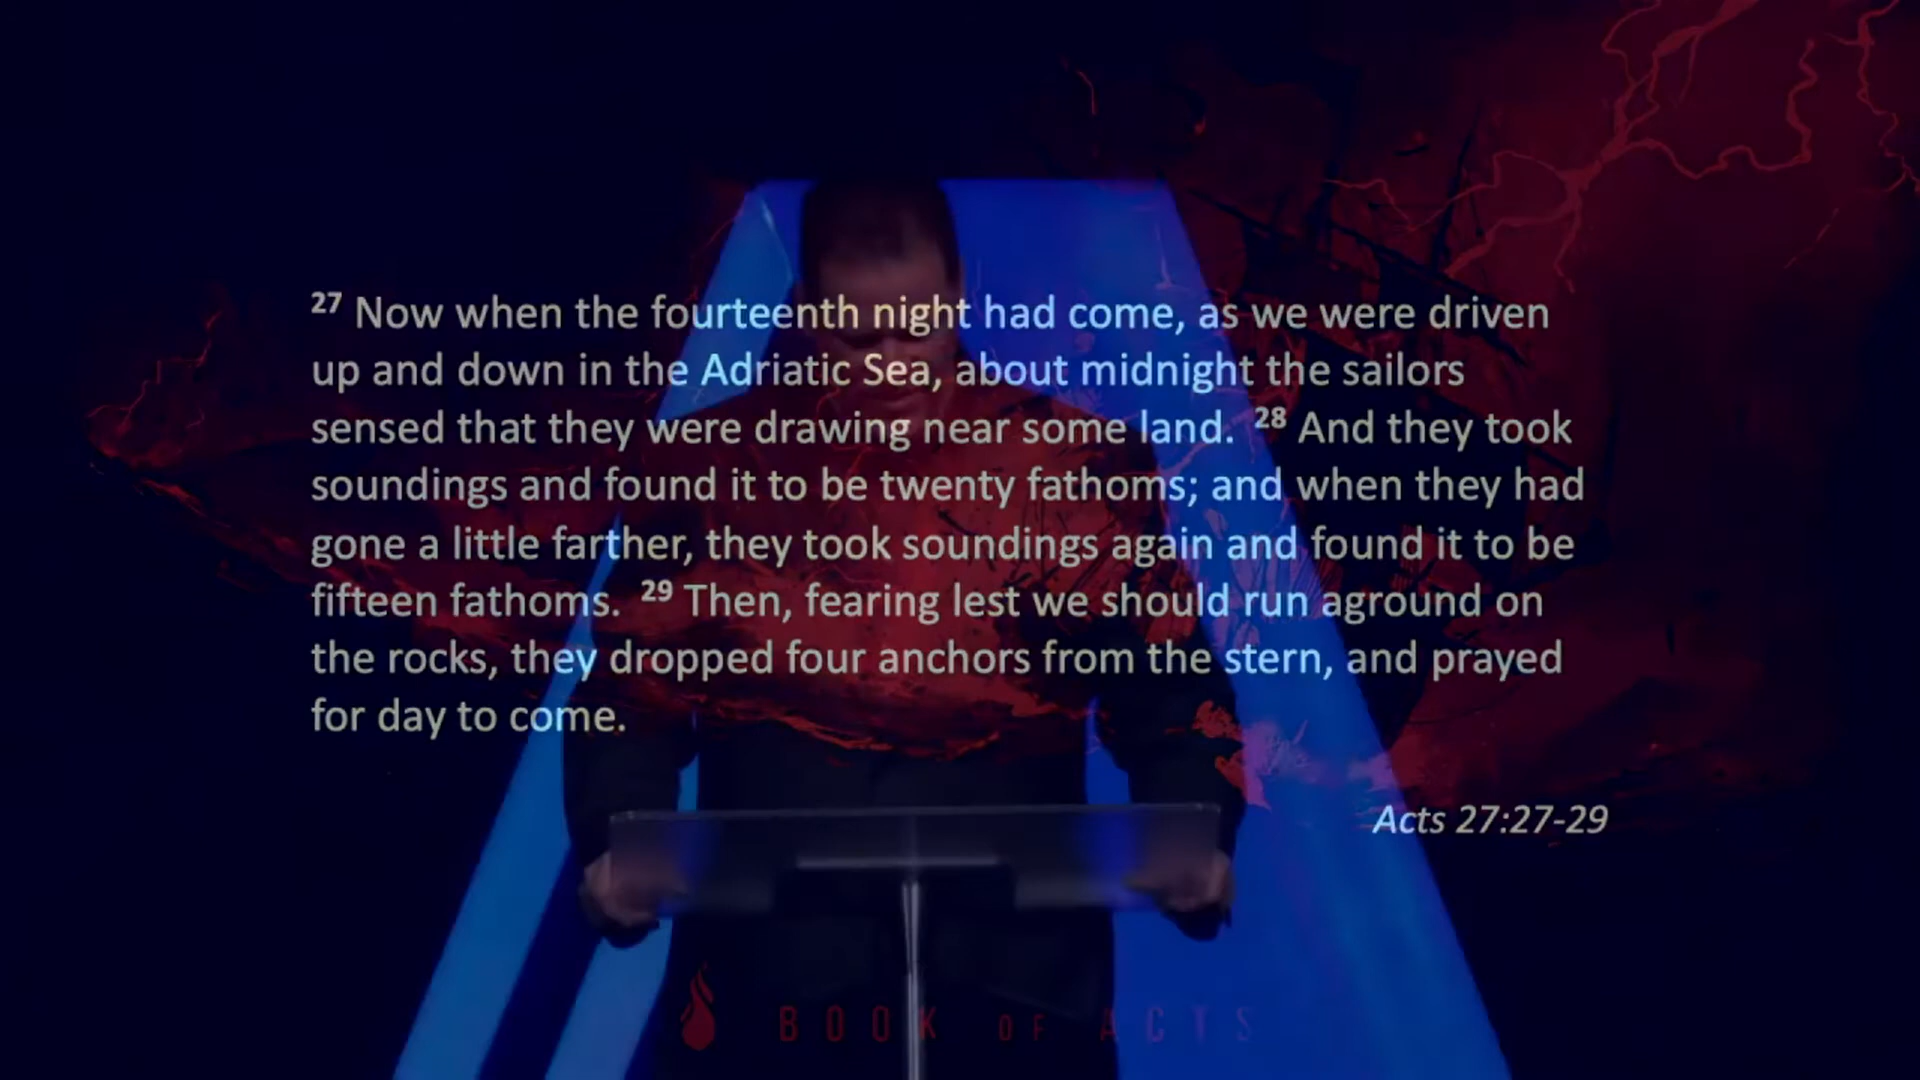 27 Now when the fourteenth night had come, as we were driven
up and down in the Adriatic Sea, about midnight the sailors
sensed that they were drawing near some land. 28 And they took
soundings and found it to be twenty fathoms; and when they had
gone a little farther, they took soundings again and found it to be
fifteen fathoms. 29 Then, fearing lest we should run aground on
the rocks, they dropped four anchors from the stern, and prayed
for day to come.
Acts 27:27-29
BOOK OF ACTS